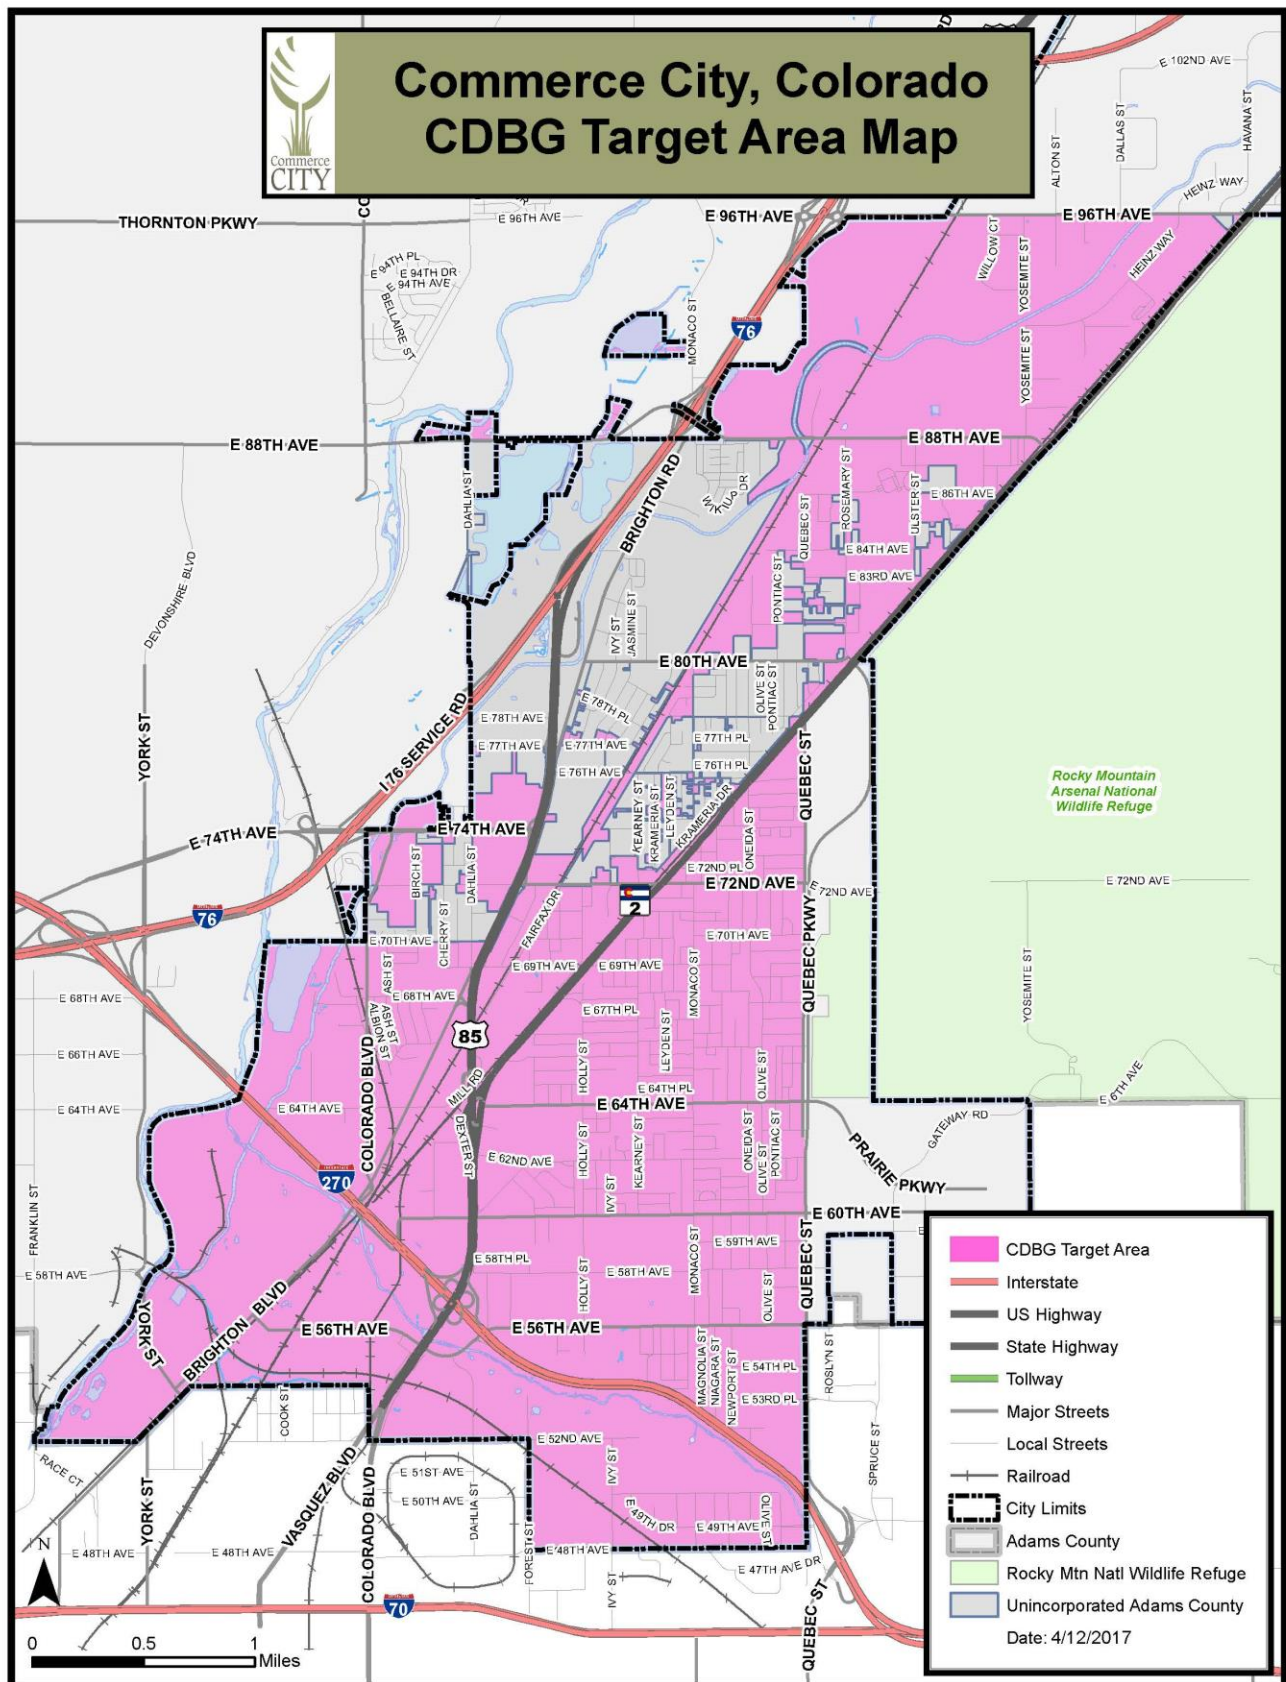 Commerce
CITY
Commerce City, Colorado
CDBG Target Area Map
E 102ND AVE
HAVANA ST
DALLAS ST
ALTON ST
HEINZ WAY
THORNTON PKWY
E 96TH AVE
E 96TH AVE
E 96TH AVE
WILLOW CT
YOSEMITE ST
HEINZ WAY
E 94TH PL
E 94TH DR
E 94TH AVE
BELLAIRE ST
MONACO ST
76
YOSEMITE ST
YOSEMITE ST
E 88TH AVE
E 88TH AVE
DAHLIA ST
BRIGHTON RD
QUEBEC ST
ROSEMARY ST
ULSTER ST
E 86TH AVE
E 84TH AVE
E 83RD AVE
PONTIAC ST
DEVONSHIRE BLVD
IVY ST
JASMINE ST
E 80TH AVE
OLIVE ST
PONTIAC ST
E 78TH PL
E 78TH AVE
E 77TH AVE
E 77TH AVE
E 77TH PL
E 76TH AVE
E 76TH PL
YORK ST
I 76 SERVICE RD
QUEBEC ST
Rocky Mountain
Arsenal National
Wildlife Refuge
KEARNEY ST
KRAMERIA ST
LEYDEN ST
KRAMERIA DR
E 74TH AVE
E 74TH AVE
ONEIDA ST
BIRCH ST
DAHLIA ST
E 72ND PL
E 72ND AVE
E 72ND AVE
E 72ND AVE
2
76
CHERRY ST
FAIRFAX DR
QUEBEC PKWY
E 70TH AVE
E 70TH AVE
ASH ST
E 69TH AVE
E 69TH AVE
MONACO ST
YOSEMITE ST
E 68TH AVE
E 68TH AVE
E 67TH PL
ASH ST
ALBION ST
85
LEYDEN ST
E 66TH AVE
COLORADO BLVD
HOLLY ST
OLIVE ST
MILL RD
E 64TH PL
E 64TH AVE
E 64TH AVE
E 64TH AVE
E 6TH AVE
DEXTER ST
GATEWAY RD
PRAIRIE PKWY
E 62ND AVE
HOLLY ST
KEARNEY ST
ONEIDA ST
OLIVE ST
PONTIAC ST
270
IVY ST
FRANKLIN ST
E 60TH AVE
E 59TH AVE
E 58TH PL
E 58TH AVE
E 58TH AVE
HOLLY ST
MONACO ST
OLIVE ST
QUEBEC ST
YORK ST
BRIGHTON BLVD
E 56TH AVE
E 56TH AVE
MAGNOLIA ST
NIAGARA ST
NEWPORT ST
E 54TH PL
E 53RD PL
ROSLYN ST
COOK ST
E 52ND AVE
SPRUCE ST
RACE CT
YORK ST
VASQUEZ BLVD
COLORADO BLVD
E 51ST AVE
E 50TH AVE
DAHLIA ST
IVY ST
E 49TH DR
E 49TH AVE
OLIVE ST
E 48TH AVE
E 48TH AVE
E 48TH AVE
FOREST ST
E 47TH AVE DR
IVY ST
QUEBEC ST
70
N
0 0.5 1
Miles
CDBG Target Area
Interstate
US Highway
State Highway
Tollway
Major Streets
Local Streets
Railroad
City Limits
Adams County
Rocky Mtn Natl Wildlife Refuge
Unincorporated Adams County
Date: 4/12/2017